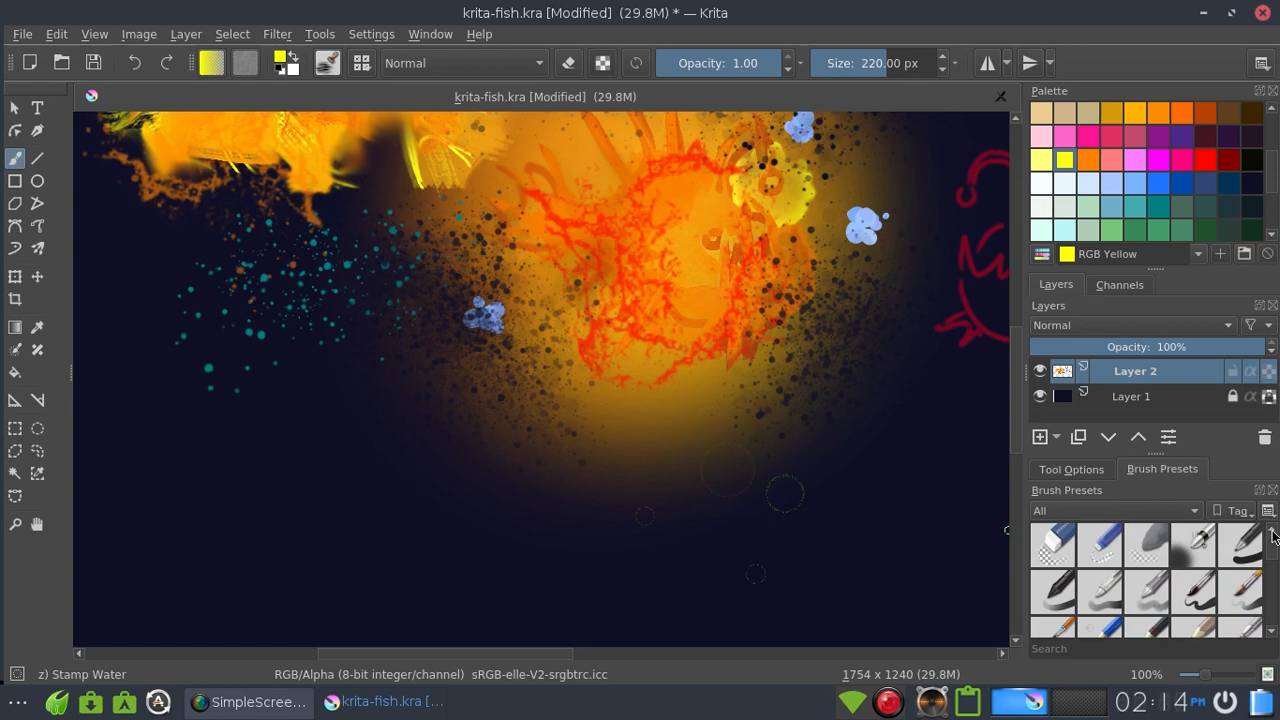 krita-fish.kra [Modified]  (29.8M) * — Krita
File Edit View Image Layer Select Filter Tools Settings Window Help
Normal Opacity: 1.00 Size: 220.00 px
krita-fish.kra [Modified]  (29.8M)
Palette
RGB Yellow
Layers Channels
Layers
Normal
Opacity: 100%
Layer 2
Layer 1
Tool Options Brush Presets
Brush Presets
All Tag
Search
z) Stamp Water RGB/Alpha (8-bit integer/channel)  sRGB-elle-V2-srgbtrc.icc 1754 x 1240 (29.8M) 100%
SimpleScree... krita-fish.kra [... 02:14 PM